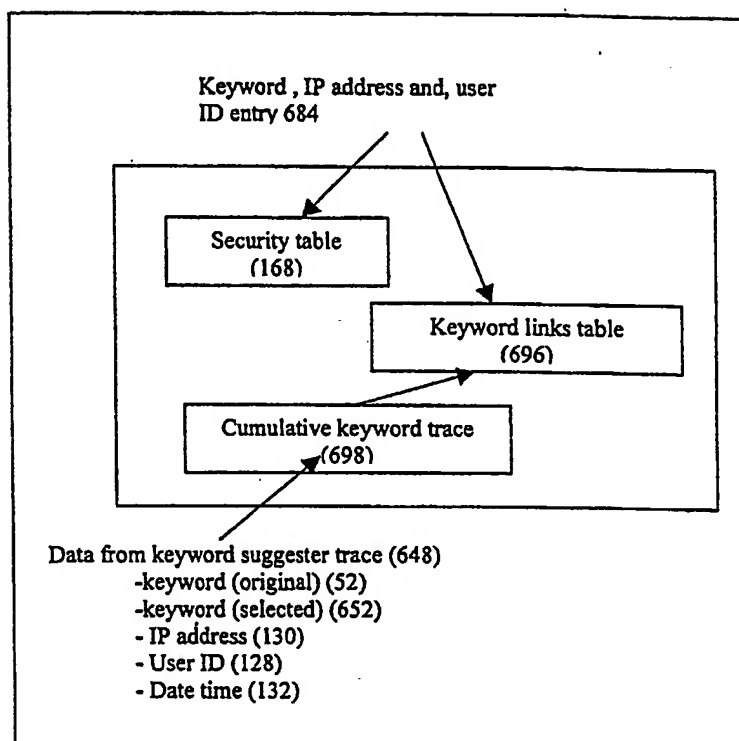 Keyword , IP address and, user
ID entry 684
Security table
(168)
Keyword links table
(696)
Cumulative keyword trace
(698)
Data from keyword suggester trace (648)
-keyword (original) (52)
-keyword (selected) (652)
- IP address (130)
- User ID (128)
- Date time (132)